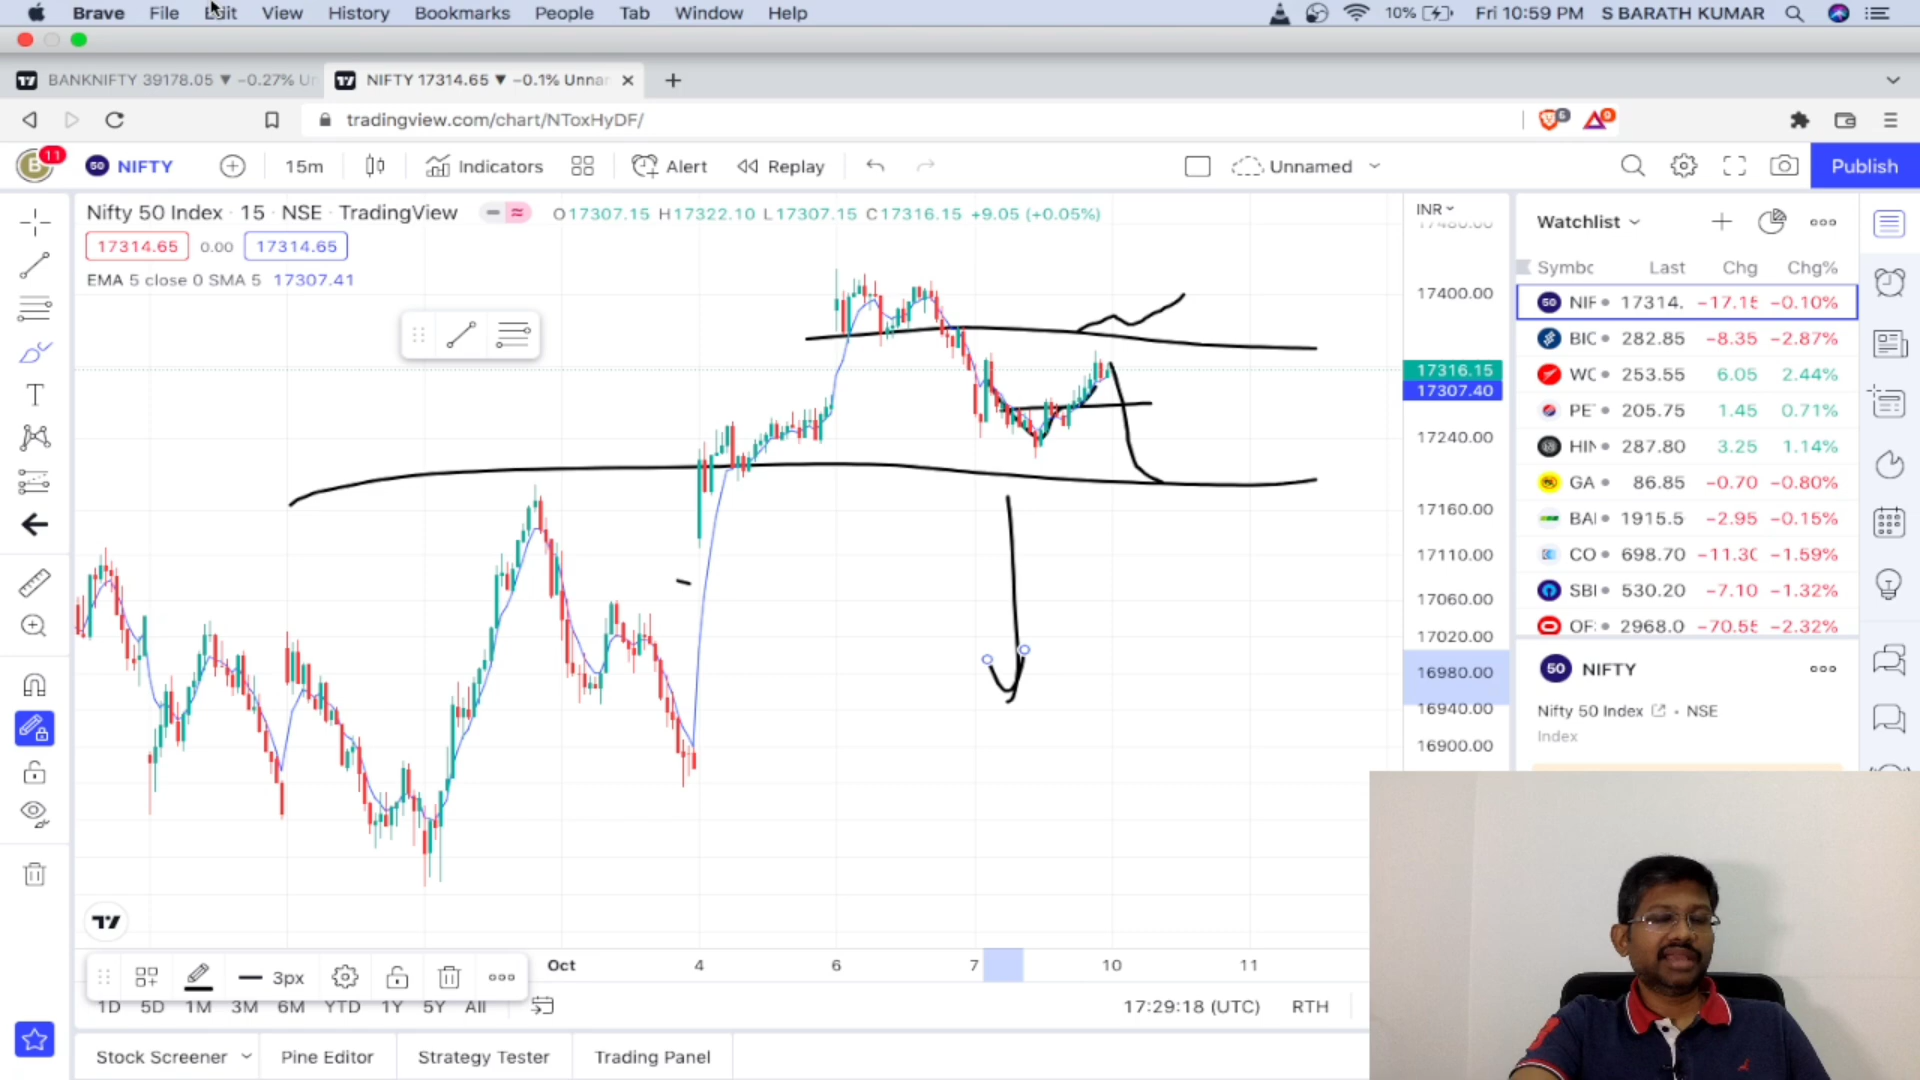 Brave File Edit View History Bookmarks People Tab Window Help 10% Fri 10:59 PM S BARATH KUMAR
BANKNIFTY 39178.05 ▼ −0.27% Un
NIFTY 17314.65 ▼ −0.1% Unna
tradingview.com/chart/NToxHyDF/
B 11 50 NIFTY 15m Indicators Alert Replay Unnamed Publish
Nifty 50 Index · 15 · NSE · TradingView O17307.15 H17322.10 L17307.15 C17316.15 +9.05 (+0.05%)
17314.65 0.00 17314.65
EMA 5 close 0 SMA 5 17307.41
INR
17480.00
17400.00
17316.15
17307.40
17240.00
17160.00
17110.00
17060.00
17020.00
16980.00
16940.00
16900.00
Watchlist
Symbc Last Chg Chg%
50 NIF 17314. −17.15 −0.10%
BIC 282.85 −8.35 −2.87%
WC 253.55 6.05 2.44%
PE 205.75 1.45 0.71%
HIN 287.80 3.25 1.14%
GA 86.85 −0.70 −0.80%
BAI 1915.5 −2.95 −0.15%
CO 698.70 −11.30 −1.59%
SBI 530.20 −7.10 −1.32%
OF: 2968.0 −70.55 −2.32%
50 NIFTY
Nifty 50 Index · NSE
Index
Oct 4 6 7 10 11
3px
1D 5D 1M 3M 6M YTD 1Y 5Y All 17:29:18 (UTC) RTH
Stock Screener Pine Editor Strategy Tester Trading Panel